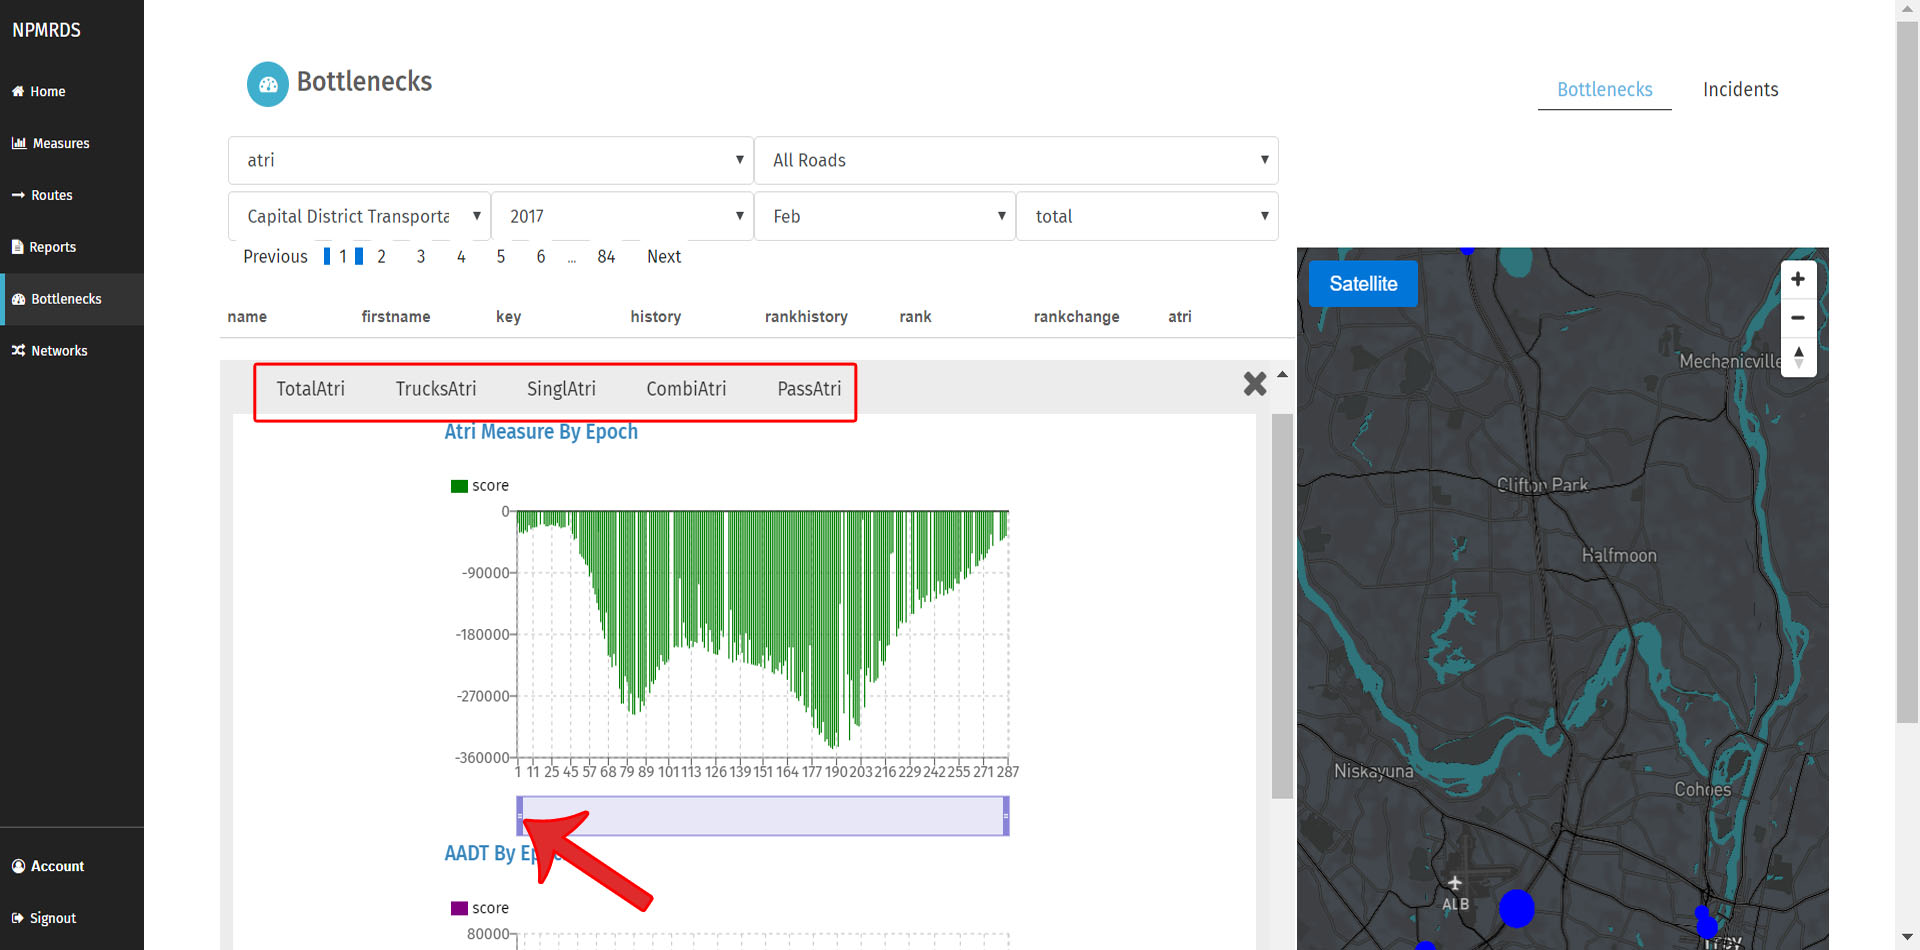 NPMRDS
Home
Measures
Routes
Reports
Bottlenecks
Networks
Account
Signout
Bottlenecks
Bottlenecks Incidents
atri ▼ All Roads ▼
Capital District Transporta ▼ 2017 ▼ Feb ▼ total ▼
Previous 1 2 3 4 5 6 ... 84 Next
name firstname key history rankhistory rank rankchange atri
TotalAtri TrucksAtri SinglAtri CombiAtri PassAtri
Atri Measure By Epoch
score
0
-90000
-180000
-270000
-360000
1 11 25 45 57 68 79 89 101 113 126 139 151 164 177 190 203 216 229 242 255 271 287
AADT By
score
80000
Satellite
Mechanicville
Clifton Park
Halfmoon
Niskayuna
Cohoes
ALB